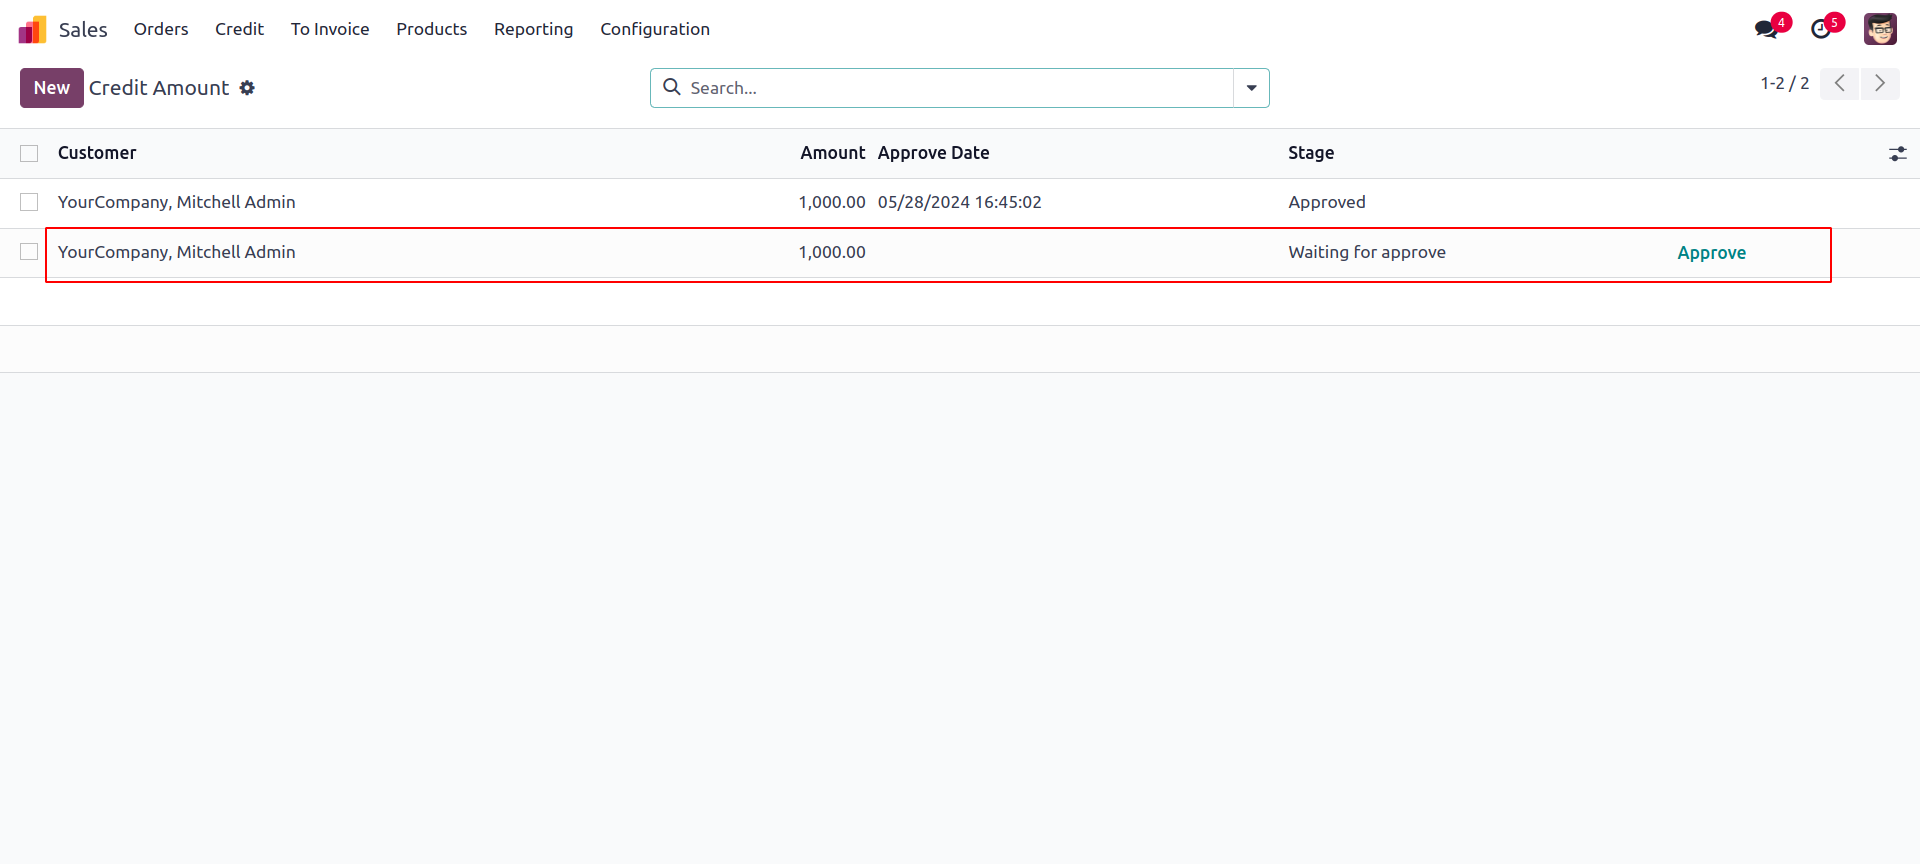 Sales Orders Credit To Invoice Products Reporting Configuration 4 5
New Credit Amount Search... 1-2 / 2
Customer Amount Approve Date Stage
YourCompany, Mitchell Admin 1,000.00 05/28/2024 16:45:02 Approved
YourCompany, Mitchell Admin 1,000.00 Waiting for approve Approve